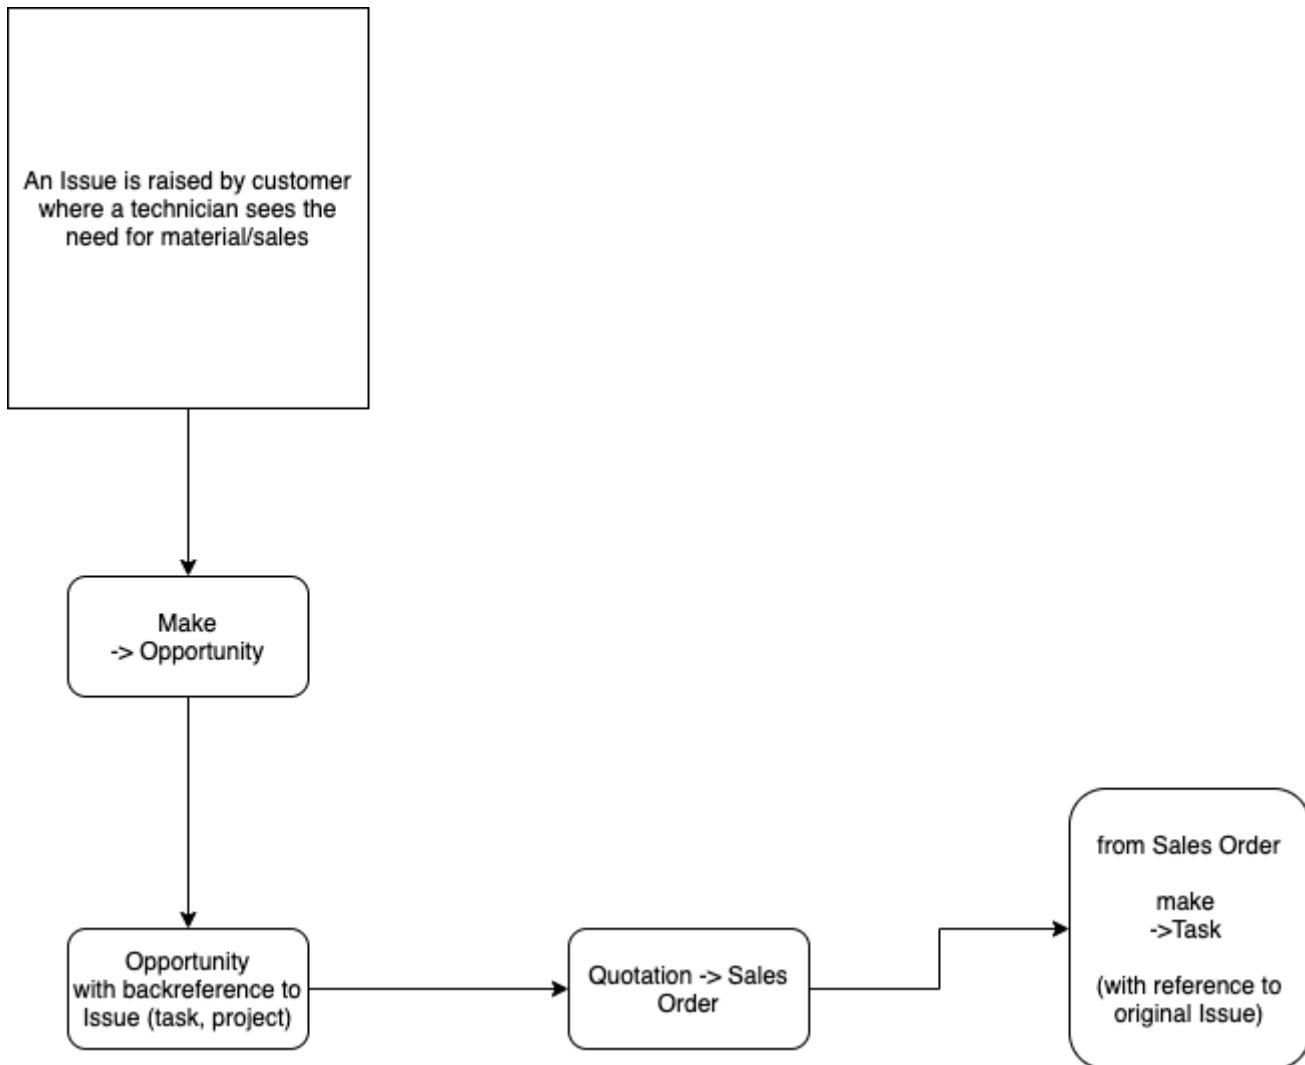 An Issue is raised by customer
where a technician sees the
need for material/sales
Make
-> Opportunity
Opportunity
with backreference to
Issue (task, project)
Quotation -> Sales
Order
from Sales Order
make
->Task
(with reference to
original Issue)